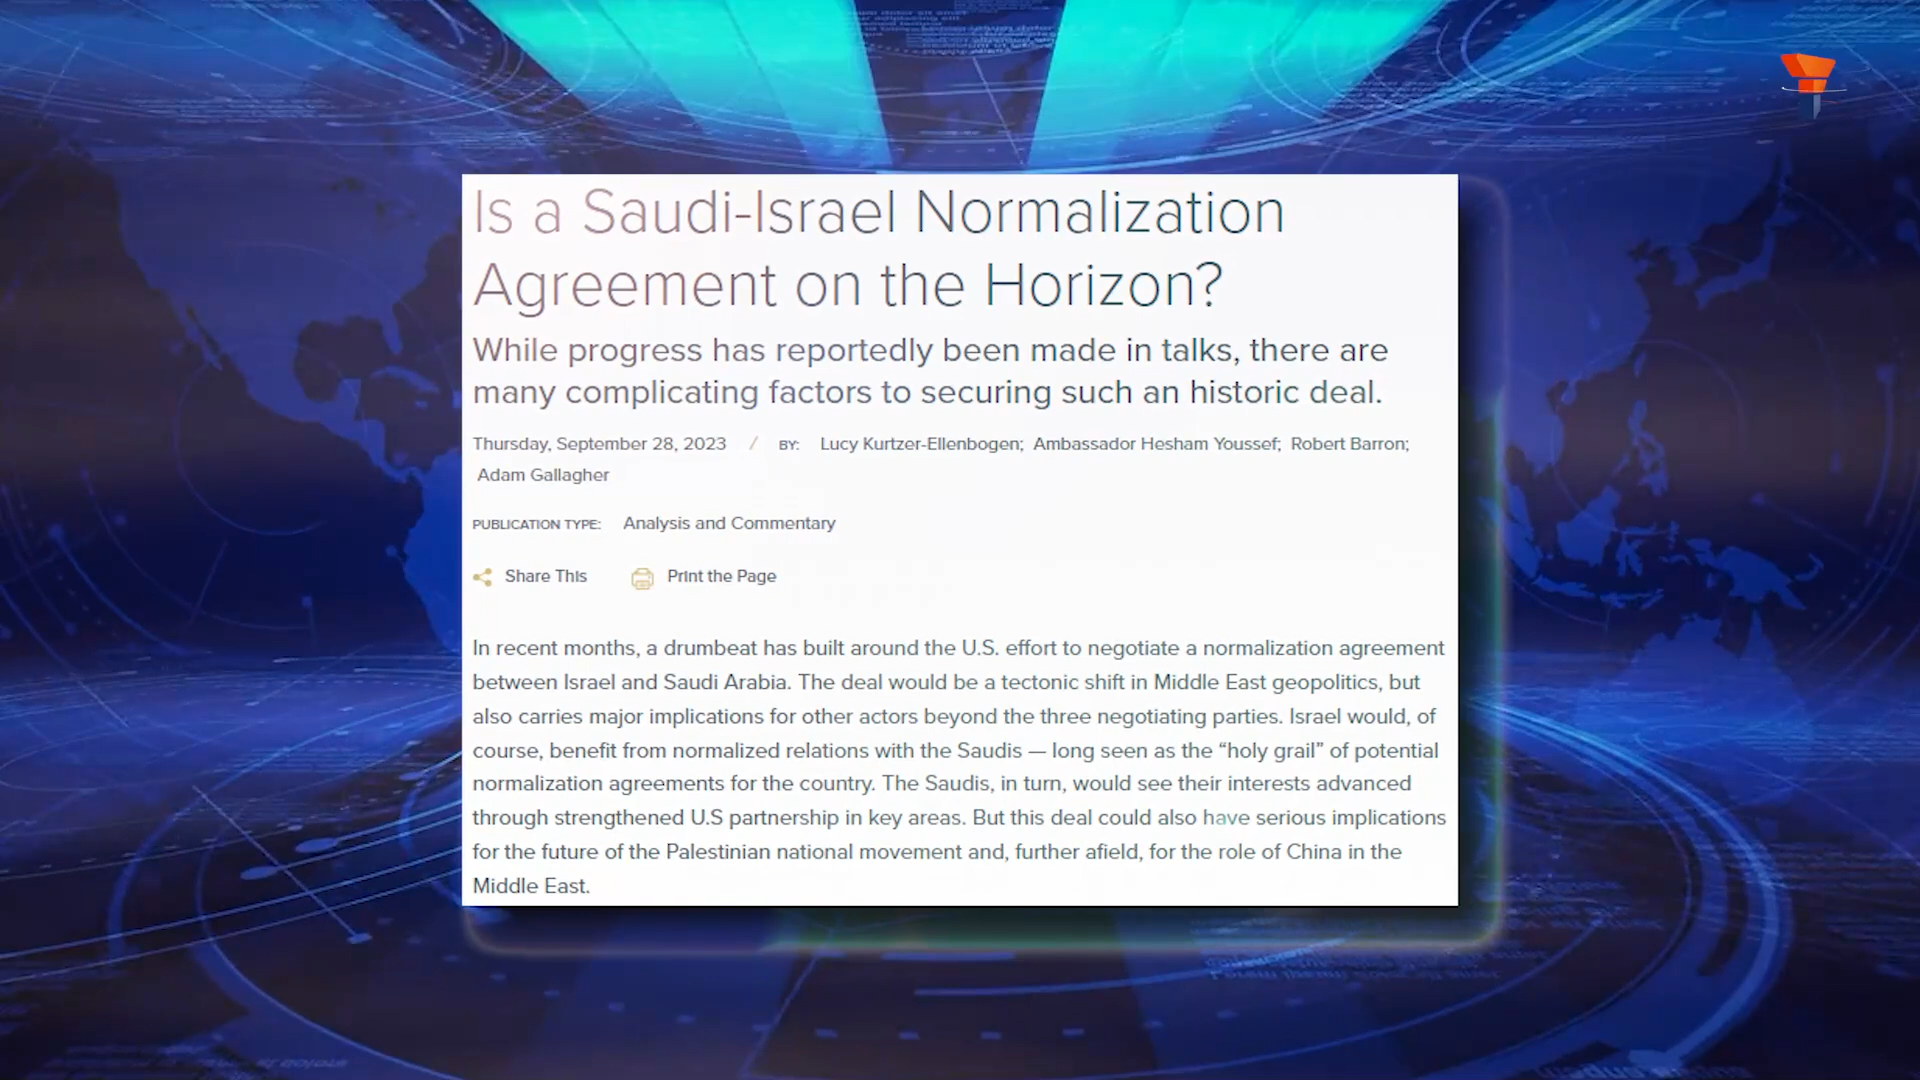 Is a Saudi-Israel Normalization
Agreement on the Horizon?
While progress has reportedly been made in talks, there are
many complicating factors to securing such an historic deal.
Thursday, September 28, 2023 / BY: Lucy Kurtzer-Ellenbogen; Ambassador Hesham Youssef; Robert Barron;
Adam Gallagher
PUBLICATION TYPE: Analysis and Commentary
Share This Print the Page
In recent months, a drumbeat has built around the U.S. effort to negotiate a normalization agreement
between Israel and Saudi Arabia. The deal would be a tectonic shift in Middle East geopolitics, but
also carries major implications for other actors beyond the three negotiating parties. Israel would, of
course, benefit from normalized relations with the Saudis — long seen as the “holy grail” of potential
normalization agreements for the country. The Saudis, in turn, would see their interests advanced
through strengthened U.S partnership in key areas. But this deal could also have serious implications
for the future of the Palestinian national movement and, further afield, for the role of China in the
Middle East.